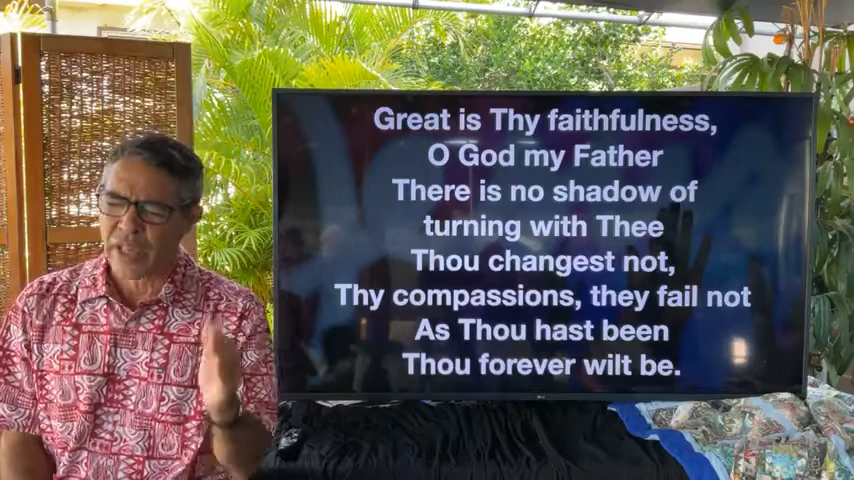 Great is Thy faithfulness,
O God my Father
There is no shadow of
turning with Thee
Thou changest not,
Thy compassions, they fail not
As Thou hast been
Thou forever wilt be.
LG